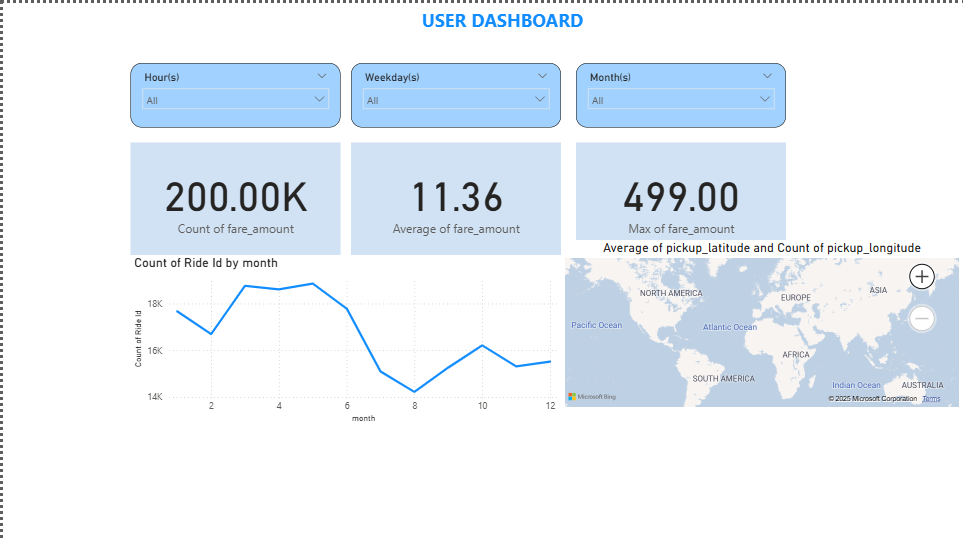 USER DASHBOARD
Hour(s)
All
Weekday(s)
All
Month(s)
All
200.00K
Count of fare_amount
11.36
Average of fare_amount
499.00
Max of fare_amount
Count of Ride Id by month
Count of Ride Id
18K
16K
14K
2 4 6 8 10 12
month
Average of pickup_latitude and Count of pickup_longitude
NORTH AMERICA
EUROPE
ASIA
Pacific Ocean
Atlantic Ocean
AFRICA
SOUTH AMERICA
Indian Ocean
AUSTRALIA
Microsoft Bing
© 2025 Microsoft Corporation Terms